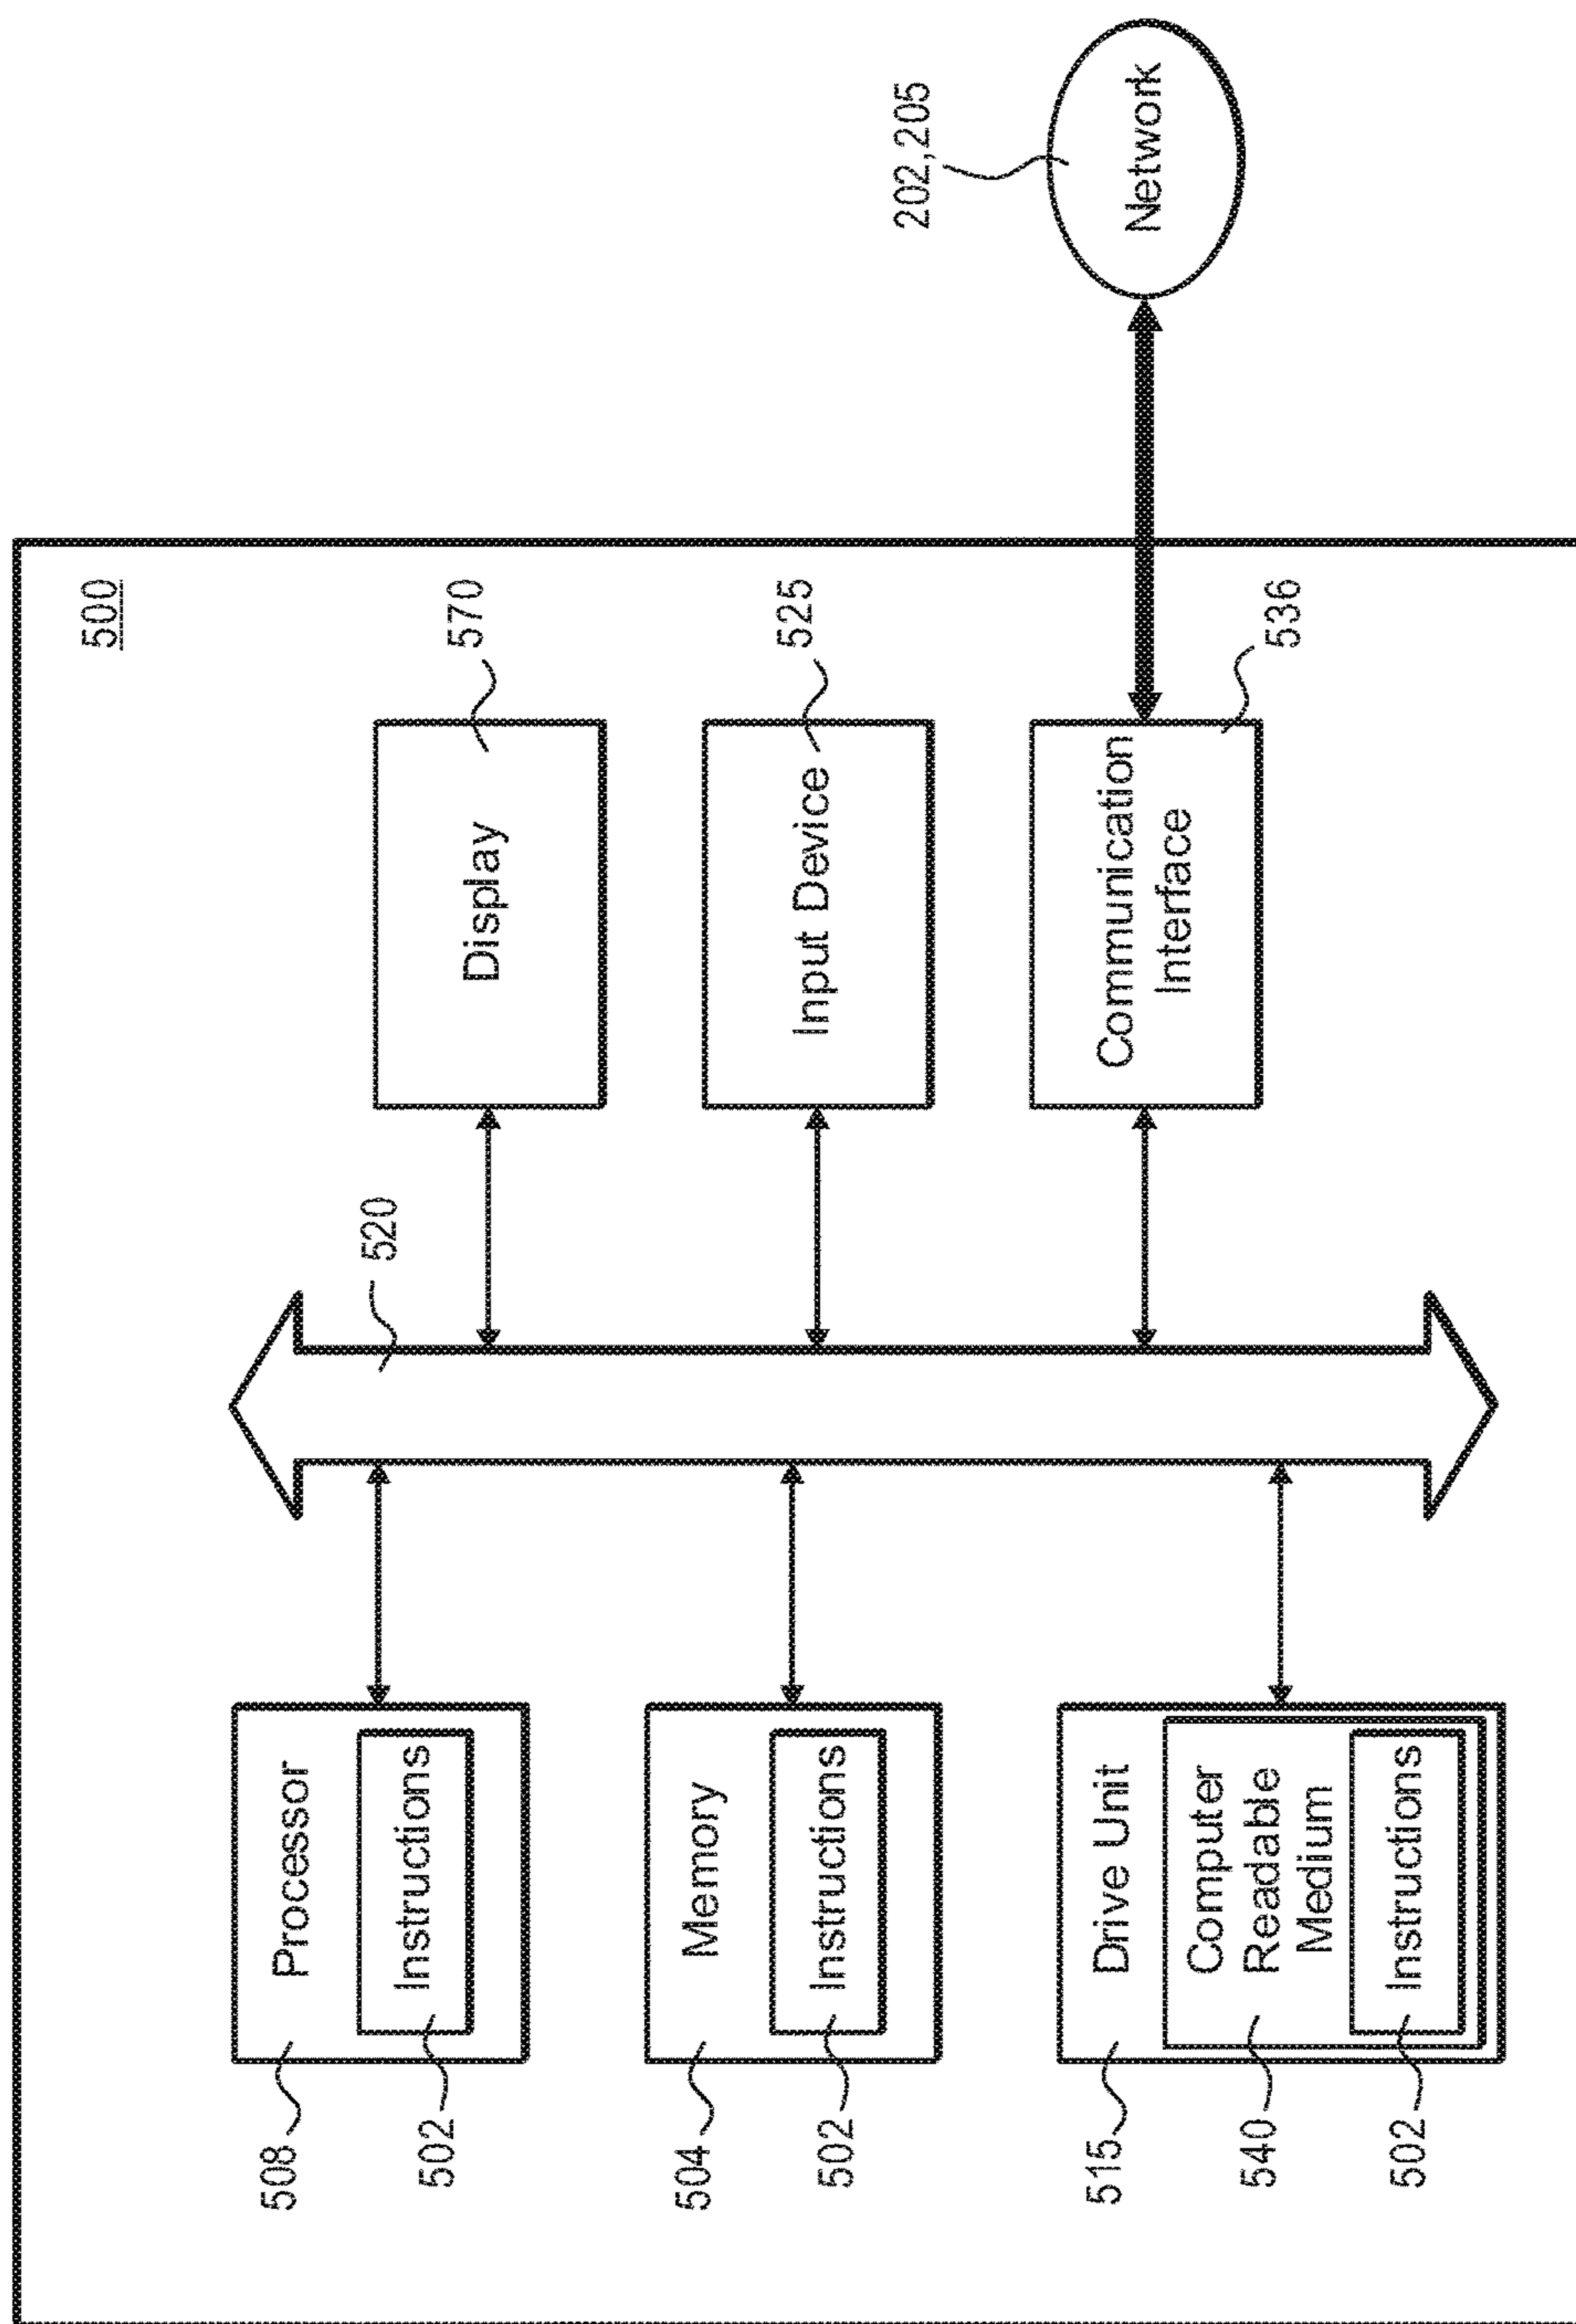 500
508
Processor
502
Instructions
504
Memory
502
Instructions
515
Drive Unit
540
Computer
Readable
Medium
502
Instructions
520
Display
570
Input Device
525
Communication
Interface
536
202,205
Network